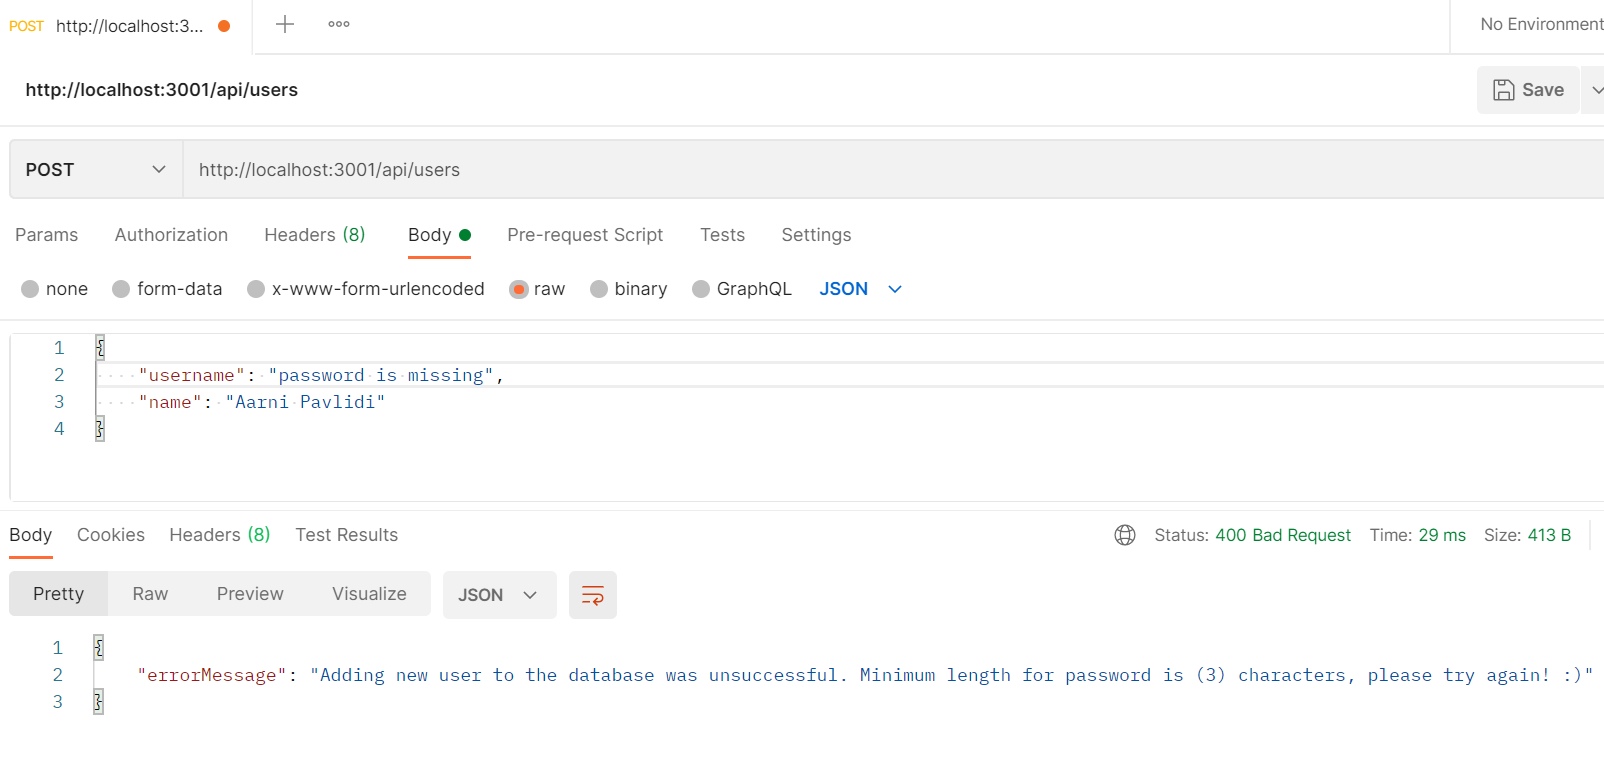 POST http://localhost:3... No Environment
http://localhost:3001/api/users Save
POST http://localhost:3001/api/users
Params Authorization Headers (8) Body Pre-request Script Tests Settings
none form-data x-www-form-urlencoded raw binary GraphQL JSON
1 {
2 "username": "password is missing",
3 "name": "Aarni Pavlidi"
4 }
Body Cookies Headers (8) Test Results Status: 400 Bad Request Time: 29 ms Size: 413 B
Pretty Raw Preview Visualize JSON
1 {
2 "errorMessage": "Adding new user to the database was unsuccessful. Minimum length for password is (3) characters, please try again! :)"
3 }